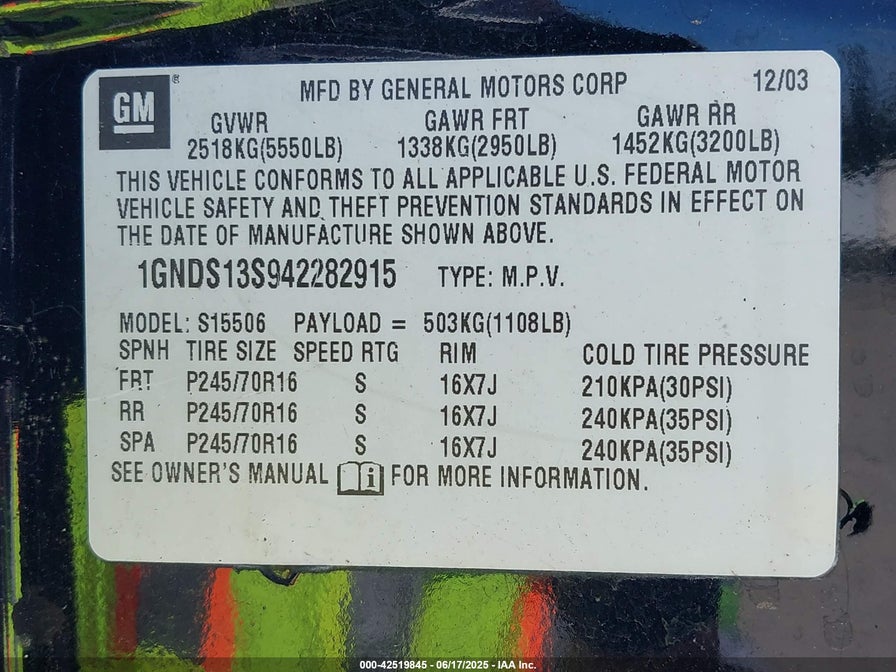 GM ® MFD BY GENERAL MOTORS CORP 12/03
GVWR GAWR FRT GAWR RR
2518KG(5550LB) 1338KG(2950LB) 1452KG(3200LB)
THIS VEHICLE CONFORMS TO ALL APPLICABLE U.S. FEDERAL MOTOR
VEHICLE SAFETY AND THEFT PREVENTION STANDARDS IN EFFECT ON
THE DATE OF MANUFACTURE SHOWN ABOVE.
1GNDS13S942282915 TYPE: M.P.V.
MODEL: S15506 PAYLOAD = 503KG(1108LB)
SPNH TIRE SIZE SPEED RTG RIM COLD TIRE PRESSURE
FRT P245/70R16 S 16X7J 210KPA(30PSI)
RR P245/70R16 S 16X7J 240KPA(35PSI)
SPA P245/70R16 S 16X7J 240KPA(35PSI)
SEE OWNER'S MANUAL i FOR MORE INFORMATION.
000-42519845 - 06/17/2025 - IAA Inc.